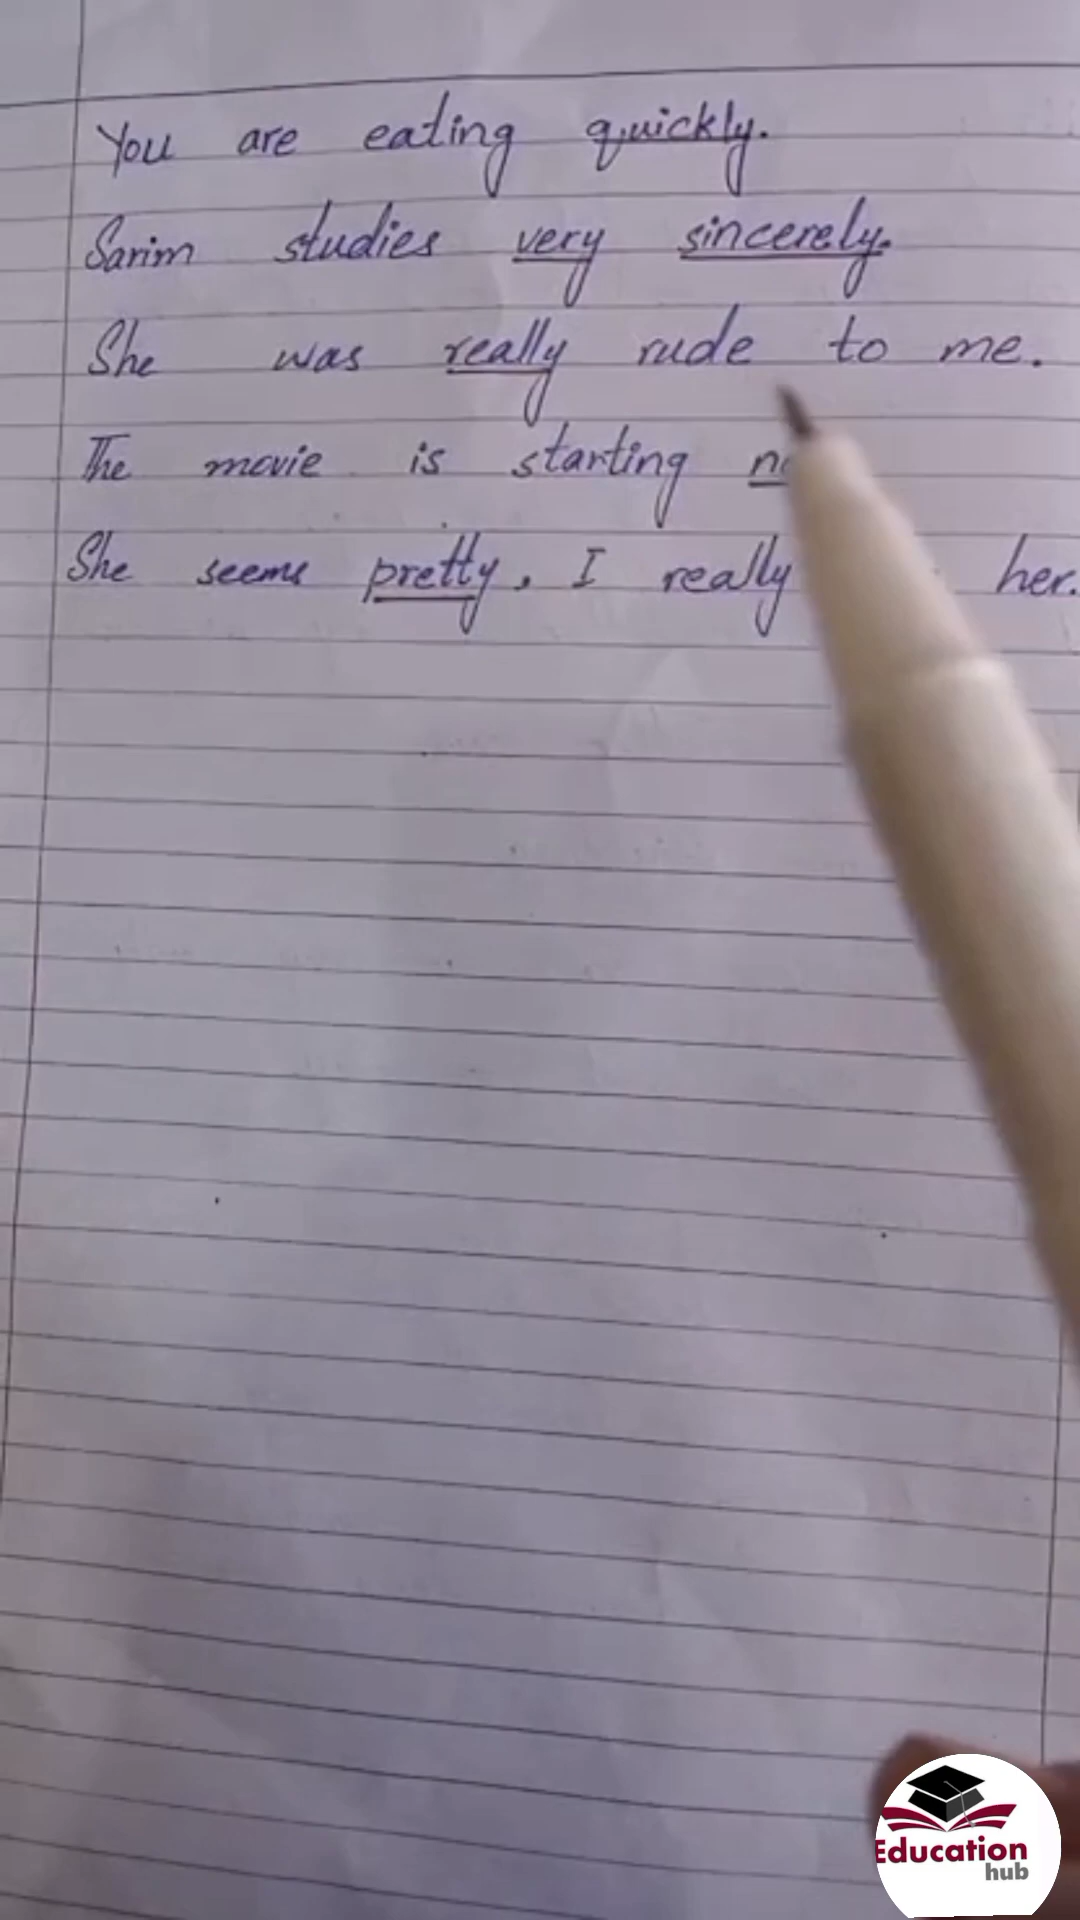 You are eating quickly.
Sarim studies very sincerely.
She was really rude to me.
The movie is starting
She seems pretty, I really her.
Education
hub